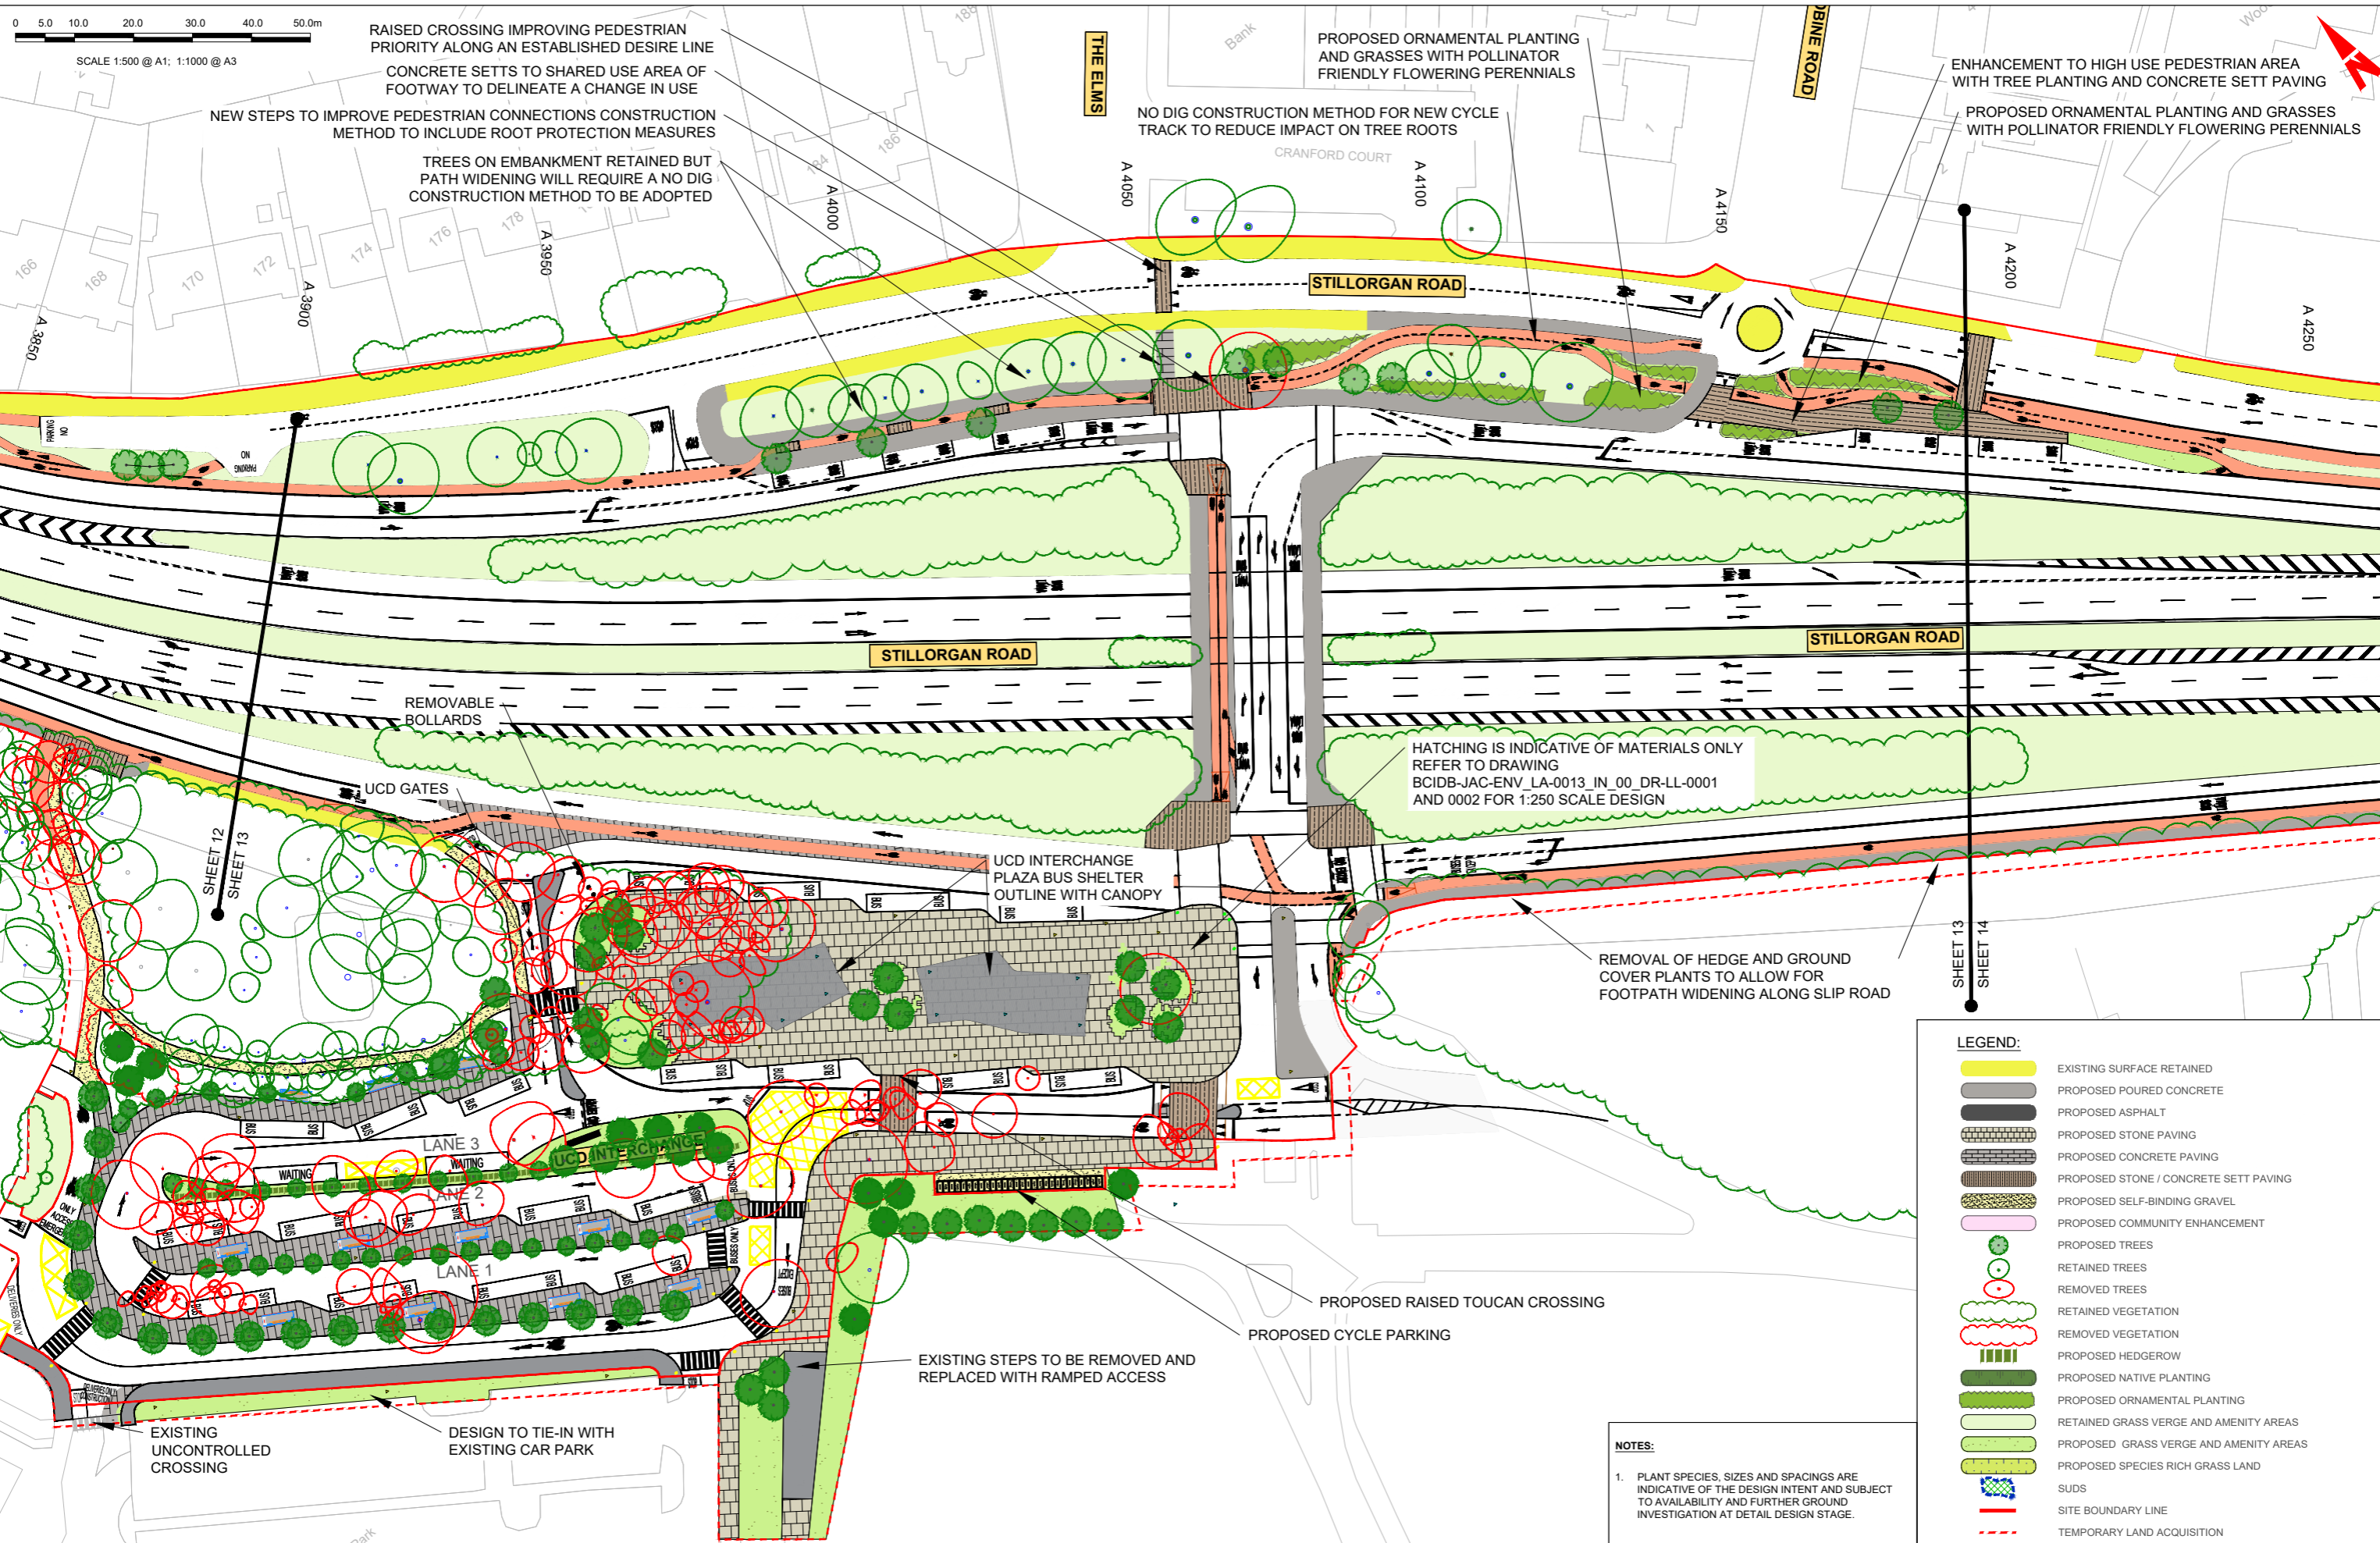 0 5.0 10.0 20.0 30.0 40.0 50.0m
SCALE 1:500 @ A1; 1:1000 @ A3
RAISED CROSSING IMPROVING PEDESTRIAN
PRIORITY ALONG AN ESTABLISHED DESIRE LINE
CONCRETE SETTS TO SHARED USE AREA OF
FOOTWAY TO DELINEATE A CHANGE IN USE
NEW STEPS TO IMPROVE PEDESTRIAN CONNECTIONS CONSTRUCTION
METHOD TO INCLUDE ROOT PROTECTION MEASURES
TREES ON EMBANKMENT RETAINED BUT
PATH WIDENING WILL REQUIRE A NO DIG
CONSTRUCTION METHOD TO BE ADOPTED
THE ELMS
Bank
PROPOSED ORNAMENTAL PLANTING
AND GRASSES WITH POLLINATOR
FRIENDLY FLOWERING PERENNIALS
NO DIG CONSTRUCTION METHOD FOR NEW CYCLE
TRACK TO REDUCE IMPACT ON TREE ROOTS
CRANFORD COURT
OBINE ROAD
ENHANCEMENT TO HIGH USE PEDESTRIAN AREA
WITH TREE PLANTING AND CONCRETE SETT PAVING
PROPOSED ORNAMENTAL PLANTING AND GRASSES
WITH POLLINATOR FRIENDLY FLOWERING PERENNIALS
N
166
168
170
172
174
176
178
184
186
188
1
2
A 3850
A 3900
A 3950
A 4000
A 4050
A 4100
A 4150
A 4200
A 4250
STILLORGAN ROAD
NO
PARKING
NO
PARKING
STILLORGAN ROAD
STILLORGAN ROAD
REMOVABLE
BOLLARDS
UCD GATES
SHEET 12
SHEET 13
HATCHING IS INDICATIVE OF MATERIALS ONLY
REFER TO DRAWING
BCIDB-JAC-ENV_LA-0013_IN_00_DR-LL-0001
AND 0002 FOR 1:250 SCALE DESIGN
UCD INTERCHANGE
PLAZA BUS SHELTER
OUTLINE WITH CANOPY
REMOVAL OF HEDGE AND GROUND
COVER PLANTS TO ALLOW FOR
FOOTPATH WIDENING ALONG SLIP ROAD
SHEET 13
SHEET 14
LANE 3
WAITING
WAITING
UCD INTERCHANGE
LANE 2
LANE 1
BUSES ONLY
BUSES ONLY
DELIVERIES ONLY
PROPOSED RAISED TOUCAN CROSSING
PROPOSED CYCLE PARKING
EXISTING STEPS TO BE REMOVED AND
REPLACED WITH RAMPED ACCESS
EXISTING
UNCONTROLLED
CROSSING
DESIGN TO TIE-IN WITH
EXISTING CAR PARK
Park
NOTES:
1. PLANT SPECIES, SIZES AND SPACINGS ARE
INDICATIVE OF THE DESIGN INTENT AND SUBJECT
TO AVAILABILITY AND FURTHER GROUND
INVESTIGATION AT DETAIL DESIGN STAGE.
LEGEND:
EXISTING SURFACE RETAINED
PROPOSED POURED CONCRETE
PROPOSED ASPHALT
PROPOSED STONE PAVING
PROPOSED CONCRETE PAVING
PROPOSED STONE / CONCRETE SETT PAVING
PROPOSED SELF-BINDING GRAVEL
PROPOSED COMMUNITY ENHANCEMENT
PROPOSED TREES
RETAINED TREES
REMOVED TREES
RETAINED VEGETATION
REMOVED VEGETATION
PROPOSED HEDGEROW
PROPOSED NATIVE PLANTING
PROPOSED ORNAMENTAL PLANTING
RETAINED GRASS VERGE AND AMENITY AREAS
PROPOSED GRASS VERGE AND AMENITY AREAS
PROPOSED SPECIES RICH GRASS LAND
SUDS
SITE BOUNDARY LINE
TEMPORARY LAND ACQUISITION